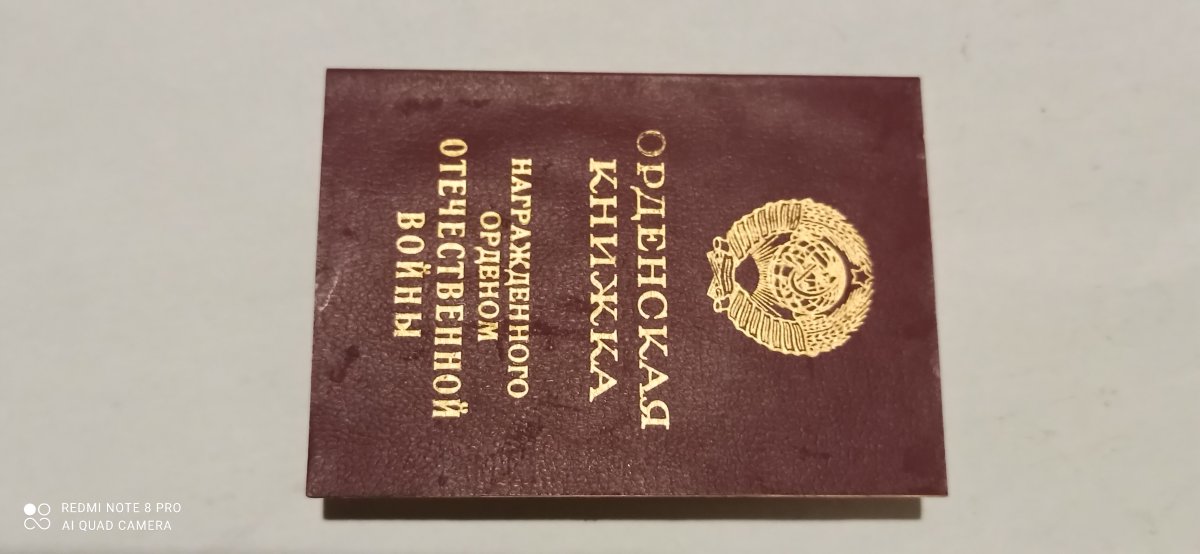 ОРДЕНСКАЯ
КНИЖКА
НАГРАЖДЕННОГО
ОРДЕНОМ
ОТЕЧЕСТВЕННОЙ
ВОЙНЫ
REDMI NOTE 8 PRO
AI QUAD CAMERA